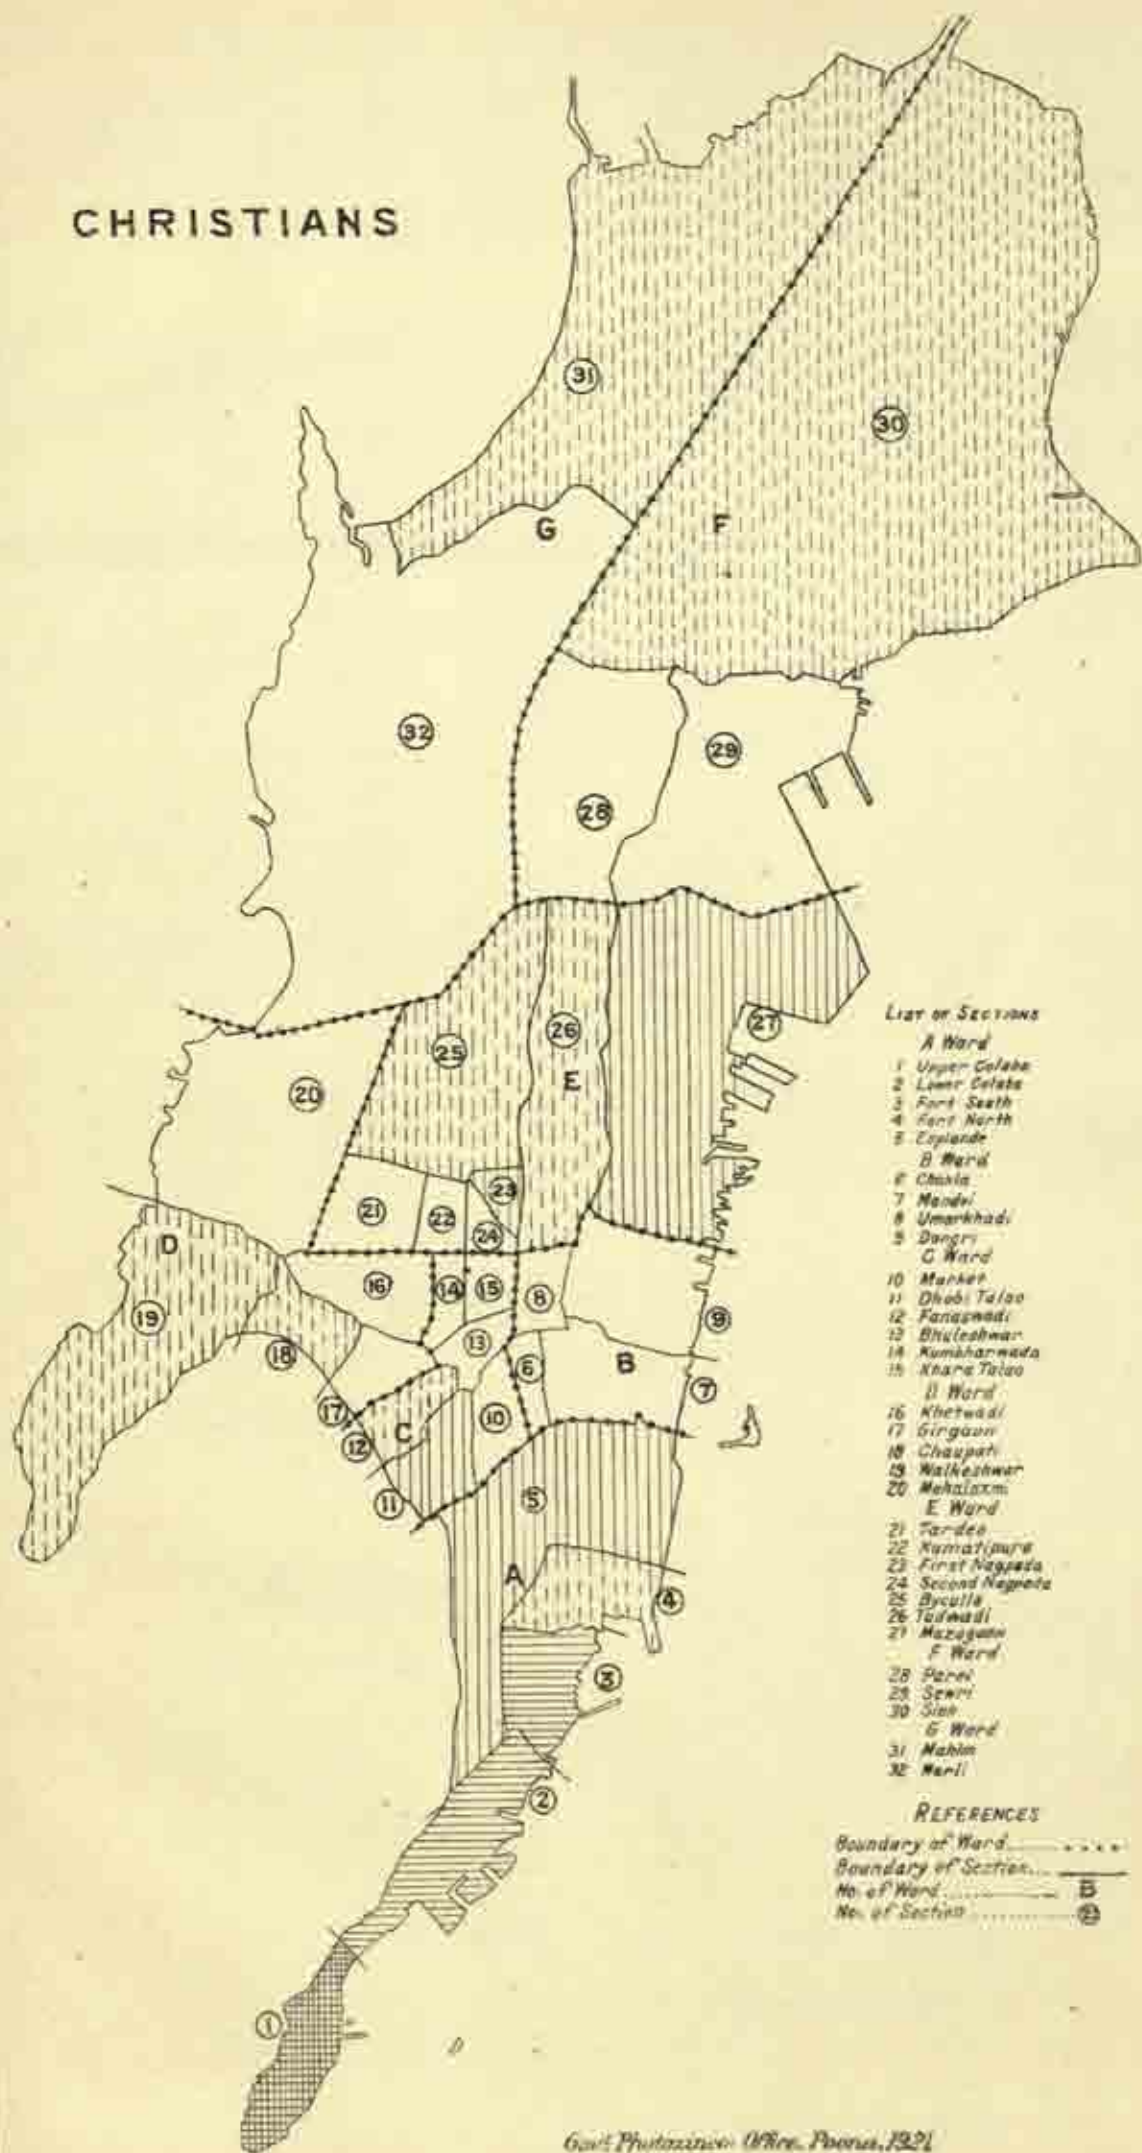 CHRISTIANS
31
30
G
F
32
29
28
27
26
25
E
20
23
21
22
24
D
16
14
15
8
19
18
13
9
6
B
7
17
10
12
C
11
5
A
4
3
2
1
LIST OF SECTIONS
A Ward
1 Upper Colaba
2 Lower Colaba
3 Fort South
4 Fort North
5 Esplande
B Ward
6 Chakla
7 Mandvi
8 Umarkhadi
9 Dongri
C Ward
10 Market
11 Dhobi Talao
12 Fanaswadi
13 Bhuleshwar
14 Kumbharwada
15 Khara Talao
D Ward
16 Khetwadi
17 Girgaon
18 Chaupati
19 Walkeshwar
20 Mahalaxmi
E Ward
21 Tardeo
22 Kamatipura
23 First Nagpada
24 Second Nagpada
25 Byculla
26 Tadwadi
27 Mazagaon
F Ward
28 Parel
29 Sewri
30 Sion
G Ward
31 Mahim
32 Warli
REFERENCES
Boundary of Ward
Boundary of Section
No. of Ward B
No. of Section
Govt. Photozinco Office, Poona, 1921